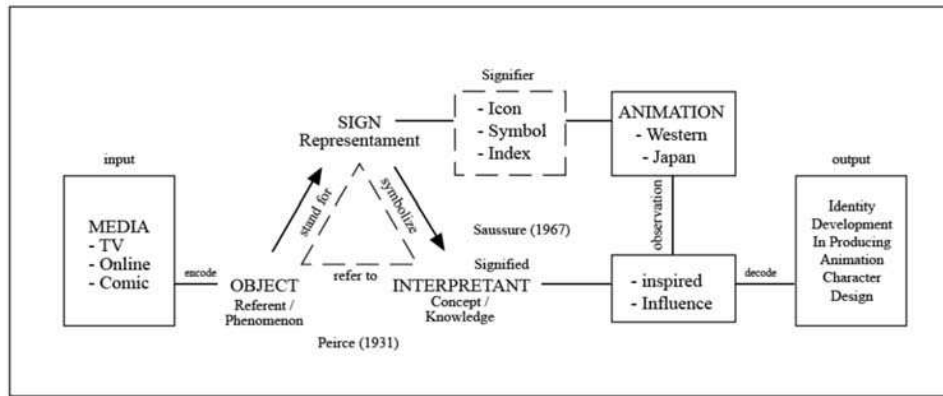 input
MEDIA
- TV
- Online
- Comic
encode
OBJECT
Referent /
Phenomenon
stand for
SIGN
Representament
symbolize
refer to
INTERPRETANT
Concept /
Knowledge
Peirce (1931)
Signifier
- Icon
- Symbol
- Index
Saussure (1967)
Signified
ANIMATION
- Western
- Japan
observation
- inspired
- Influence
decode
output
Identity
Development
In Producing
Animation
Character
Design